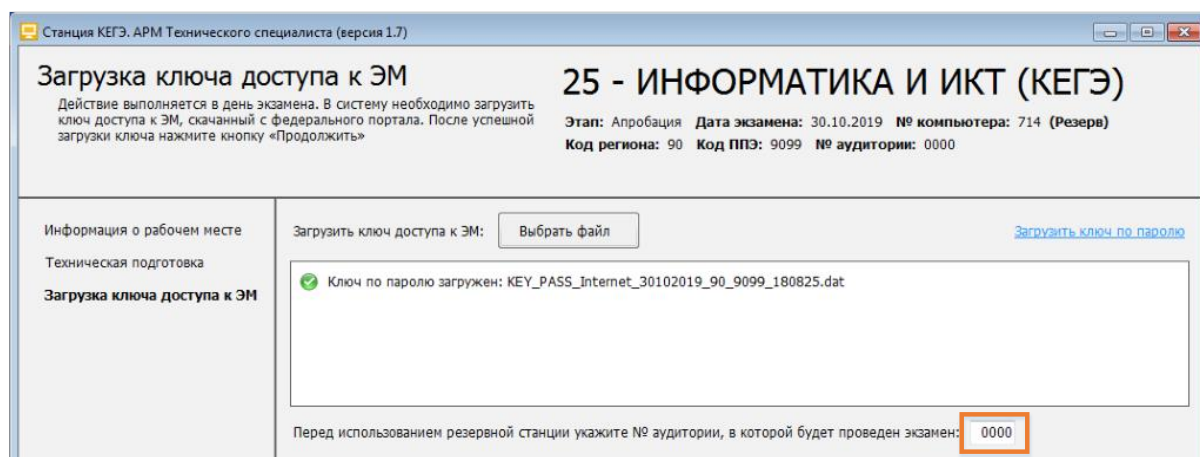 Станция КЕГЭ. АРМ Технического специалиста (версия 1.7)
Загрузка ключа доступа к ЭМ
Действие выполняется в день экзамена. В систему необходимо загрузить
ключ доступа к ЭМ, скачанный с федерального портала. После успешной
загрузки ключа нажмите кнопку «Продолжить»
25 - ИНФОРМАТИКА И ИКТ (КЕГЭ)
Этап: Апробация Дата экзамена: 30.10.2019 № компьютера: 714 (Резерв)
Код региона: 90 Код ППЭ: 9099 № аудитории: 0000
Информация о рабочем месте
Техническая подготовка
Загрузка ключа доступа к ЭМ
Загрузить ключ доступа к ЭМ: Выбрать файл Загрузить ключ по паролю
Ключ по паролю загружен: KEY_PASS_Internet_30102019_90_9099_180825.dat
Перед использованием резервной станции укажите № аудитории, в которой будет проведен экзамен: 0000